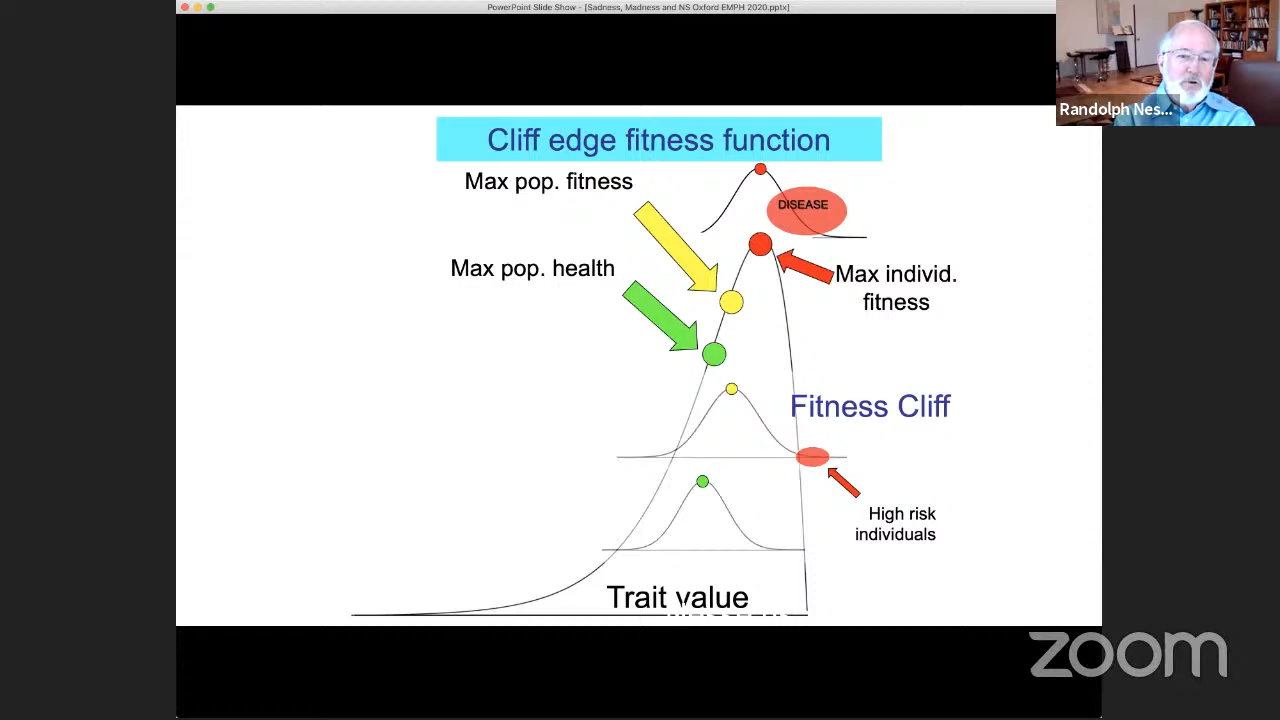 PowerPoint Slide Show - [Sadness, Madness and NS Oxford EMPH 2020.pptx]
Randolph Nes...
Cliff edge fitness function
Max pop. fitness
DISEASE
Max pop. health
Max individ.
fitness
Fitness Cliff
High risk
individuals
Trait value
zoom